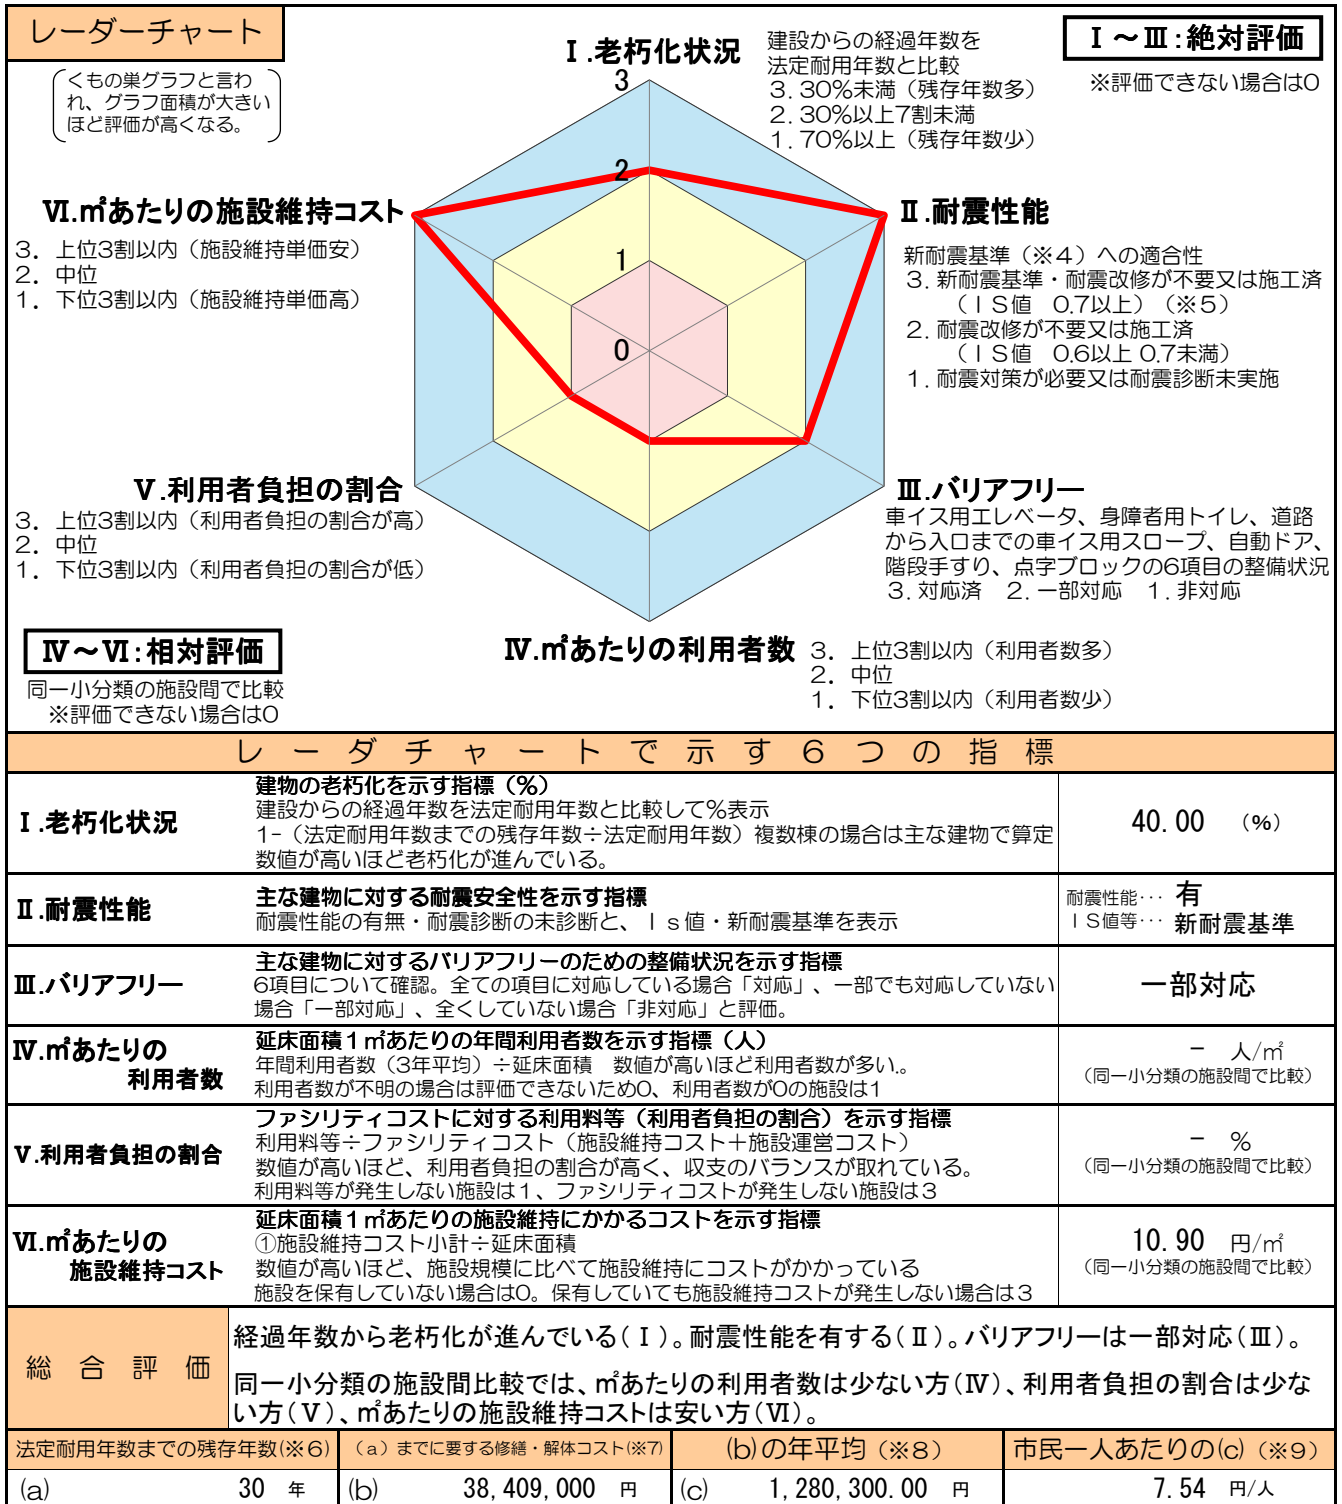 レーダーチャート
くもの巣グラフと言わ
れ、グラフ面積が大きい
ほど評価が高くなる。
Ⅰ.老朽化状況
建設からの経過年数を
法定耐用年数と比較
3.30%未満（残存年数多）
2.30%以上7割未満
1.70%以上（残存年数少）
Ⅰ～Ⅲ:絶対評価
※評価できない場合は0
3
2
1
0
Ⅵ.㎡あたりの施設維持コスト
3. 上位3割以内（施設維持単価安）
2. 中位
1. 下位3割以内（施設維持単価高）
Ⅱ.耐震性能
新耐震基準（※4）への適合性
3.新耐震基準・耐震改修が不要又は施工済
（ＩＳ値　0.7以上）（※5）
2.耐震改修が不要又は施工済
（ＩＳ値　0.6以上 0.7未満）
1.耐震対策が必要又は耐震診断未実施
Ⅴ.利用者負担の割合
3. 上位3割以内（利用者負担の割合が高）
2. 中位
1. 下位3割以内（利用者負担の割合が低）
Ⅲ.バリアフリー
車イス用エレベータ、身障者用トイレ、道路
から入口までの車イス用スロープ、自動ドア、
階段手すり、点字ブロックの6項目の整備状況
3.対応済　2.一部対応　1.非対応
Ⅳ～Ⅵ:相対評価
同一小分類の施設間で比較
※評価できない場合は0
Ⅳ.㎡あたりの利用者数
3. 上位3割以内（利用者数多）
2. 中位
1. 下位3割以内（利用者数少）
レーダチャートで示す６つの指標
Ⅰ.老朽化状況
建物の老朽化を示す指標（%）
建設からの経過年数を法定耐用年数と比較して%表示
1-（法定耐用年数までの残存年数÷法定耐用年数）複数棟の場合は主な建物で算定
数値が高いほど老朽化が進んでいる。
40.00 （%）
Ⅱ.耐震性能
主な建物に対する耐震安全性を示す指標
耐震性能の有無・耐震診断の未診断と、Ｉｓ値・新耐震基準を表示
耐震性能… 有
ＩＳ値等… 新耐震基準
Ⅲ.バリアフリー
主な建物に対するバリアフリーのための整備状況を示す指標
6項目について確認。全ての項目に対応している場合「対応」、一部でも対応していない
場合「一部対応」、全くしていない場合「非対応」と評価。
一部対応
Ⅳ.㎡あたりの
利用者数
延床面積１㎡あたりの年間利用者数を示す指標（人）
年間利用者数（3年平均）÷延床面積　数値が高いほど利用者数が多い。
利用者数が不明の場合は評価できないため0、利用者数が0の施設は1
－ 人/㎡
（同一小分類の施設間で比較）
Ⅴ.利用者負担の割合
ファシリティコストに対する利用料等（利用者負担の割合）を示す指標
利用料等÷ファシリティコスト（施設維持コスト＋施設運営コスト）
数値が高いほど、利用者負担の割合が高く、収支のバランスが取れている。
利用料等が発生しない施設は１、ファシリティコストが発生しない施設は３
－ %
（同一小分類の施設間で比較）
Ⅵ.㎡あたりの
施設維持コスト
延床面積１㎡あたりの施設維持にかかるコストを示す指標
①施設維持コスト小計÷延床面積
数値が高いほど、施設規模に比べて施設維持にコストがかかっている
施設を保有していない場合は0。保有していても施設維持コストが発生しない場合は３
10.90 円/㎡
（同一小分類の施設間で比較）
総合評価
経過年数から老朽化が進んでいる(Ⅰ)。耐震性能を有する(Ⅱ)。バリアフリーは一部対応(Ⅲ)。
同一小分類の施設間比較では、㎡あたりの利用者数は少ない方(Ⅳ)、利用者負担の割合は少な
い方(Ⅴ)、㎡あたりの施設維持コストは安い方(Ⅵ)。
法定耐用年数までの残存年数(※6)
（a）までに要する修繕・解体コスト(※7)
(b)の年平均（※8）
市民一人あたりの(c)（※9）
(a) 30 年
(b) 38,409,000 円
(c) 1,280,300.00 円
7.54 円/人